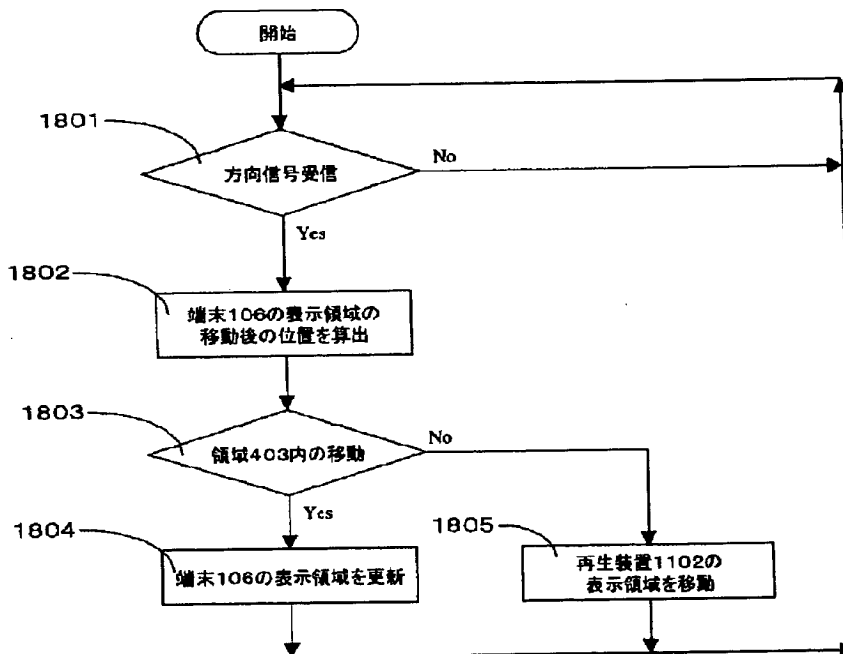 開始
1801
方向信号受信
No
Yes
1802
端末106の表示領域の
移動後の位置を算出
1803
領域403内の移動
No
Yes
1804
端末106の表示領域を更新
1805
再生装置1102の
表示領域を移動